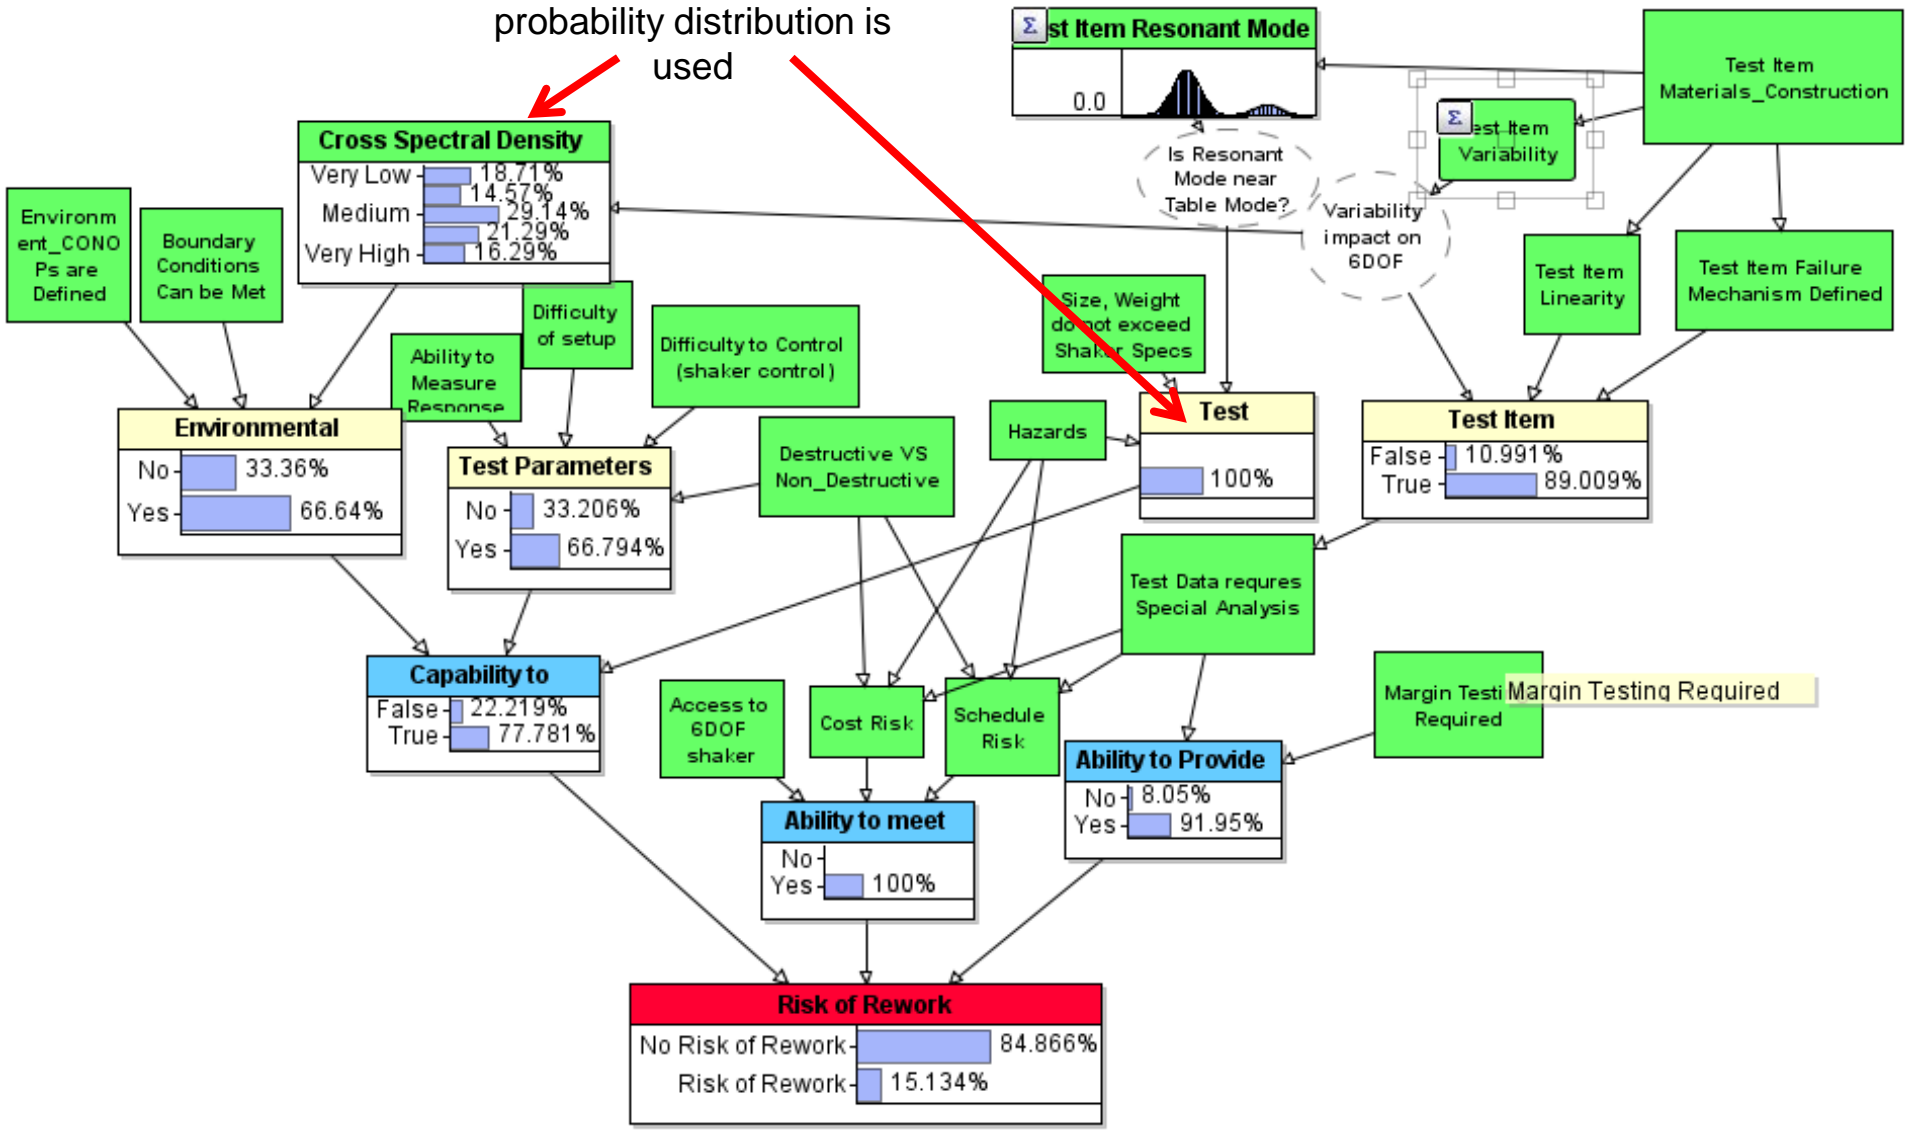 probability distribution is
used
st Item Resonant Mode
0.0
Test Item
Materials_Construction
est Item
Variability
Cross Spectral Density
Very Low
18.71%
14.57%
Medium
29.14%
21.29%
Very High
16.29%
Is Resonant
Mode near
Table Mode?
Variability
impact on
6DOF
Environm
ent_CONO
Ps are
Defined
Boundary
Conditions
Can be Met
Difficulty
of setup
Ability to
Measure
Response
Difficulty to Control
(shaker control)
Size, Weight
do not exceed
Shaker Specs
Test Item
Linearity
Test Item Failure
Mechanism Defined
Environmental
No
33.36%
Yes
66.64%
Test Parameters
No
33.206%
Yes
66.794%
Destructive VS
Non_Destructive
Hazards
Test
100%
Test Item
False
10.991%
True
89.009%
Test Data requres
Special Analysis
Capability to
False
22.219%
True
77.781%
Access to
6DOF
shaker
Cost Risk
Schedule
Risk
Margin Testi
Required
Margin Testing Required
Ability to Provide
No
8.05%
Yes
91.95%
Ability to meet
No
Yes
100%
Risk of Rework
No Risk of Rework
84.866%
Risk of Rework
15.134%